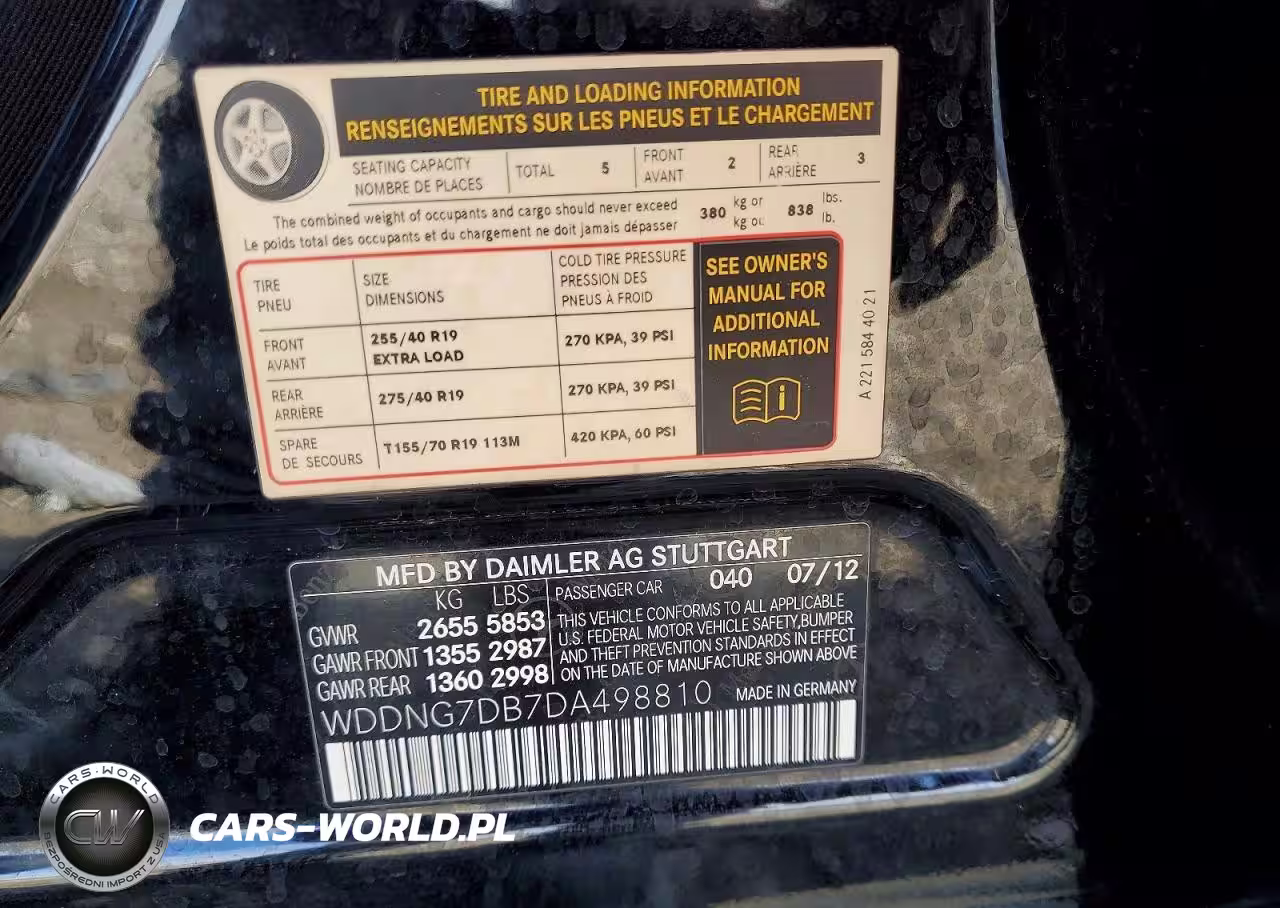 TIRE AND LOADING INFORMATION
RENSEIGNEMENTS SUR LES PNEUS ET LE CHARGEMENT
SEATING CAPACITY
NOMBRE DE PLACES
TOTAL 5
FRONT
AVANT
2
REAR
ARRIÈRE
3
The combined weight of occupants and cargo should never exceed
Le poids total des occupants et du chargement ne doit jamais dépasser
380
kg or
kg ou
838
lbs.
lb.
TIRE
PNEU
SIZE
DIMENSIONS
COLD TIRE PRESSURE
PRESSION DES
PNEUS À FROID
FRONT
AVANT
255/40 R19
EXTRA LOAD
270 KPA, 39 PSI
REAR
ARRIÈRE
275/40 R19
270 KPA, 39 PSI
SPARE
DE SECOURS
T155/70 R19 113M
420 KPA, 60 PSI
SEE OWNER'S
MANUAL FOR
ADDITIONAL
INFORMATION
A 221 584 40 21
MFD BY DAIMLER AG STUTTGART
KG LBS
GVWR 2655 5853
GAWR FRONT 1355 2987
GAWR REAR 1360 2998
PASSENGER CAR 040 07/12
THIS VEHICLE CONFORMS TO ALL APPLICABLE
U.S. FEDERAL MOTOR VEHICLE SAFETY,BUMPER
AND THEFT PREVENTION STANDARDS IN EFFECT
ON THE DATE OF MANUFACTURE SHOWN ABOVE
WDDNG7DB7DA498810
MADE IN GERMANY
CARS-WORLD
CW
BEZPOŚREDNI IMPORT Z USA
CARS-WORLD.PL